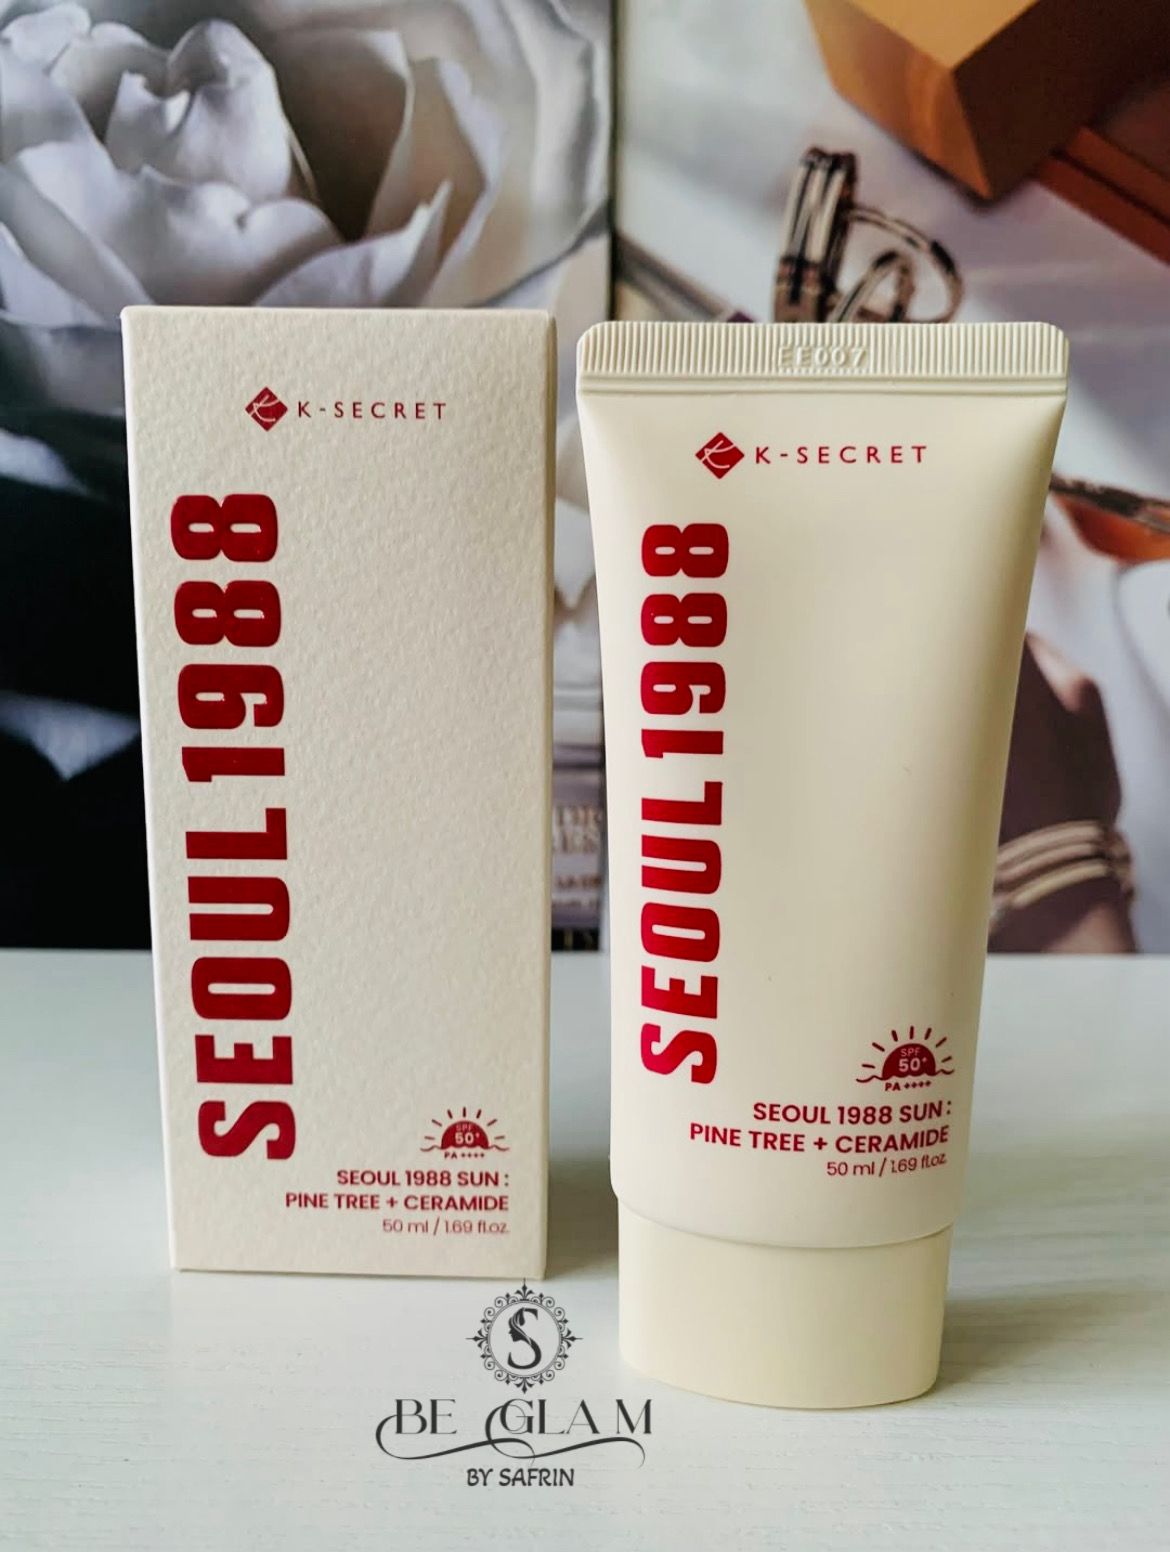 K-SECRET
SEOUL1988
SPF
50+
PA ++++
SEOUL 1988 SUN :
PINE TREE + CERAMIDE
50 ml / 1.69 fl.oz.
EE007
K-SECRET
SEOUL1988
SPF
50+
PA ++++
SEOUL 1988 SUN :
PINE TREE + CERAMIDE
50 ml / 1.69 fl.oz.
S
BE GLAM
BY SAFRIN